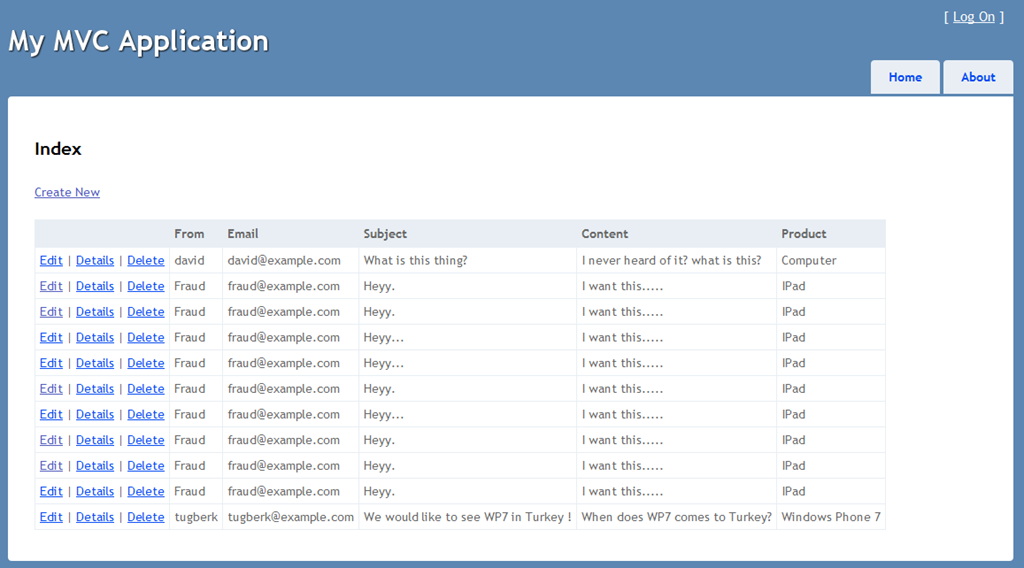 [ Log On ]
My MVC Application
Home About
Index
Create New
From Email Subject Content Product
Edit | Details | Delete david david@example.com What is this thing? I never heard of it? what is this? Computer
Edit | Details | Delete Fraud fraud@example.com Heyy. I want this..... IPad
Edit | Details | Delete Fraud fraud@example.com Heyy. I want this..... IPad
Edit | Details | Delete Fraud fraud@example.com Heyy... I want this..... IPad
Edit | Details | Delete Fraud fraud@example.com Heyy... I want this..... IPad
Edit | Details | Delete Fraud fraud@example.com Heyy. I want this..... IPad
Edit | Details | Delete Fraud fraud@example.com Heyy... I want this..... IPad
Edit | Details | Delete Fraud fraud@example.com Heyy. I want this..... IPad
Edit | Details | Delete Fraud fraud@example.com Heyy. I want this..... IPad
Edit | Details | Delete Fraud fraud@example.com Heyy. I want this..... IPad
Edit | Details | Delete tugberk tugberk@example.com We would like to see WP7 in Turkey ! When does WP7 comes to Turkey? Windows Phone 7